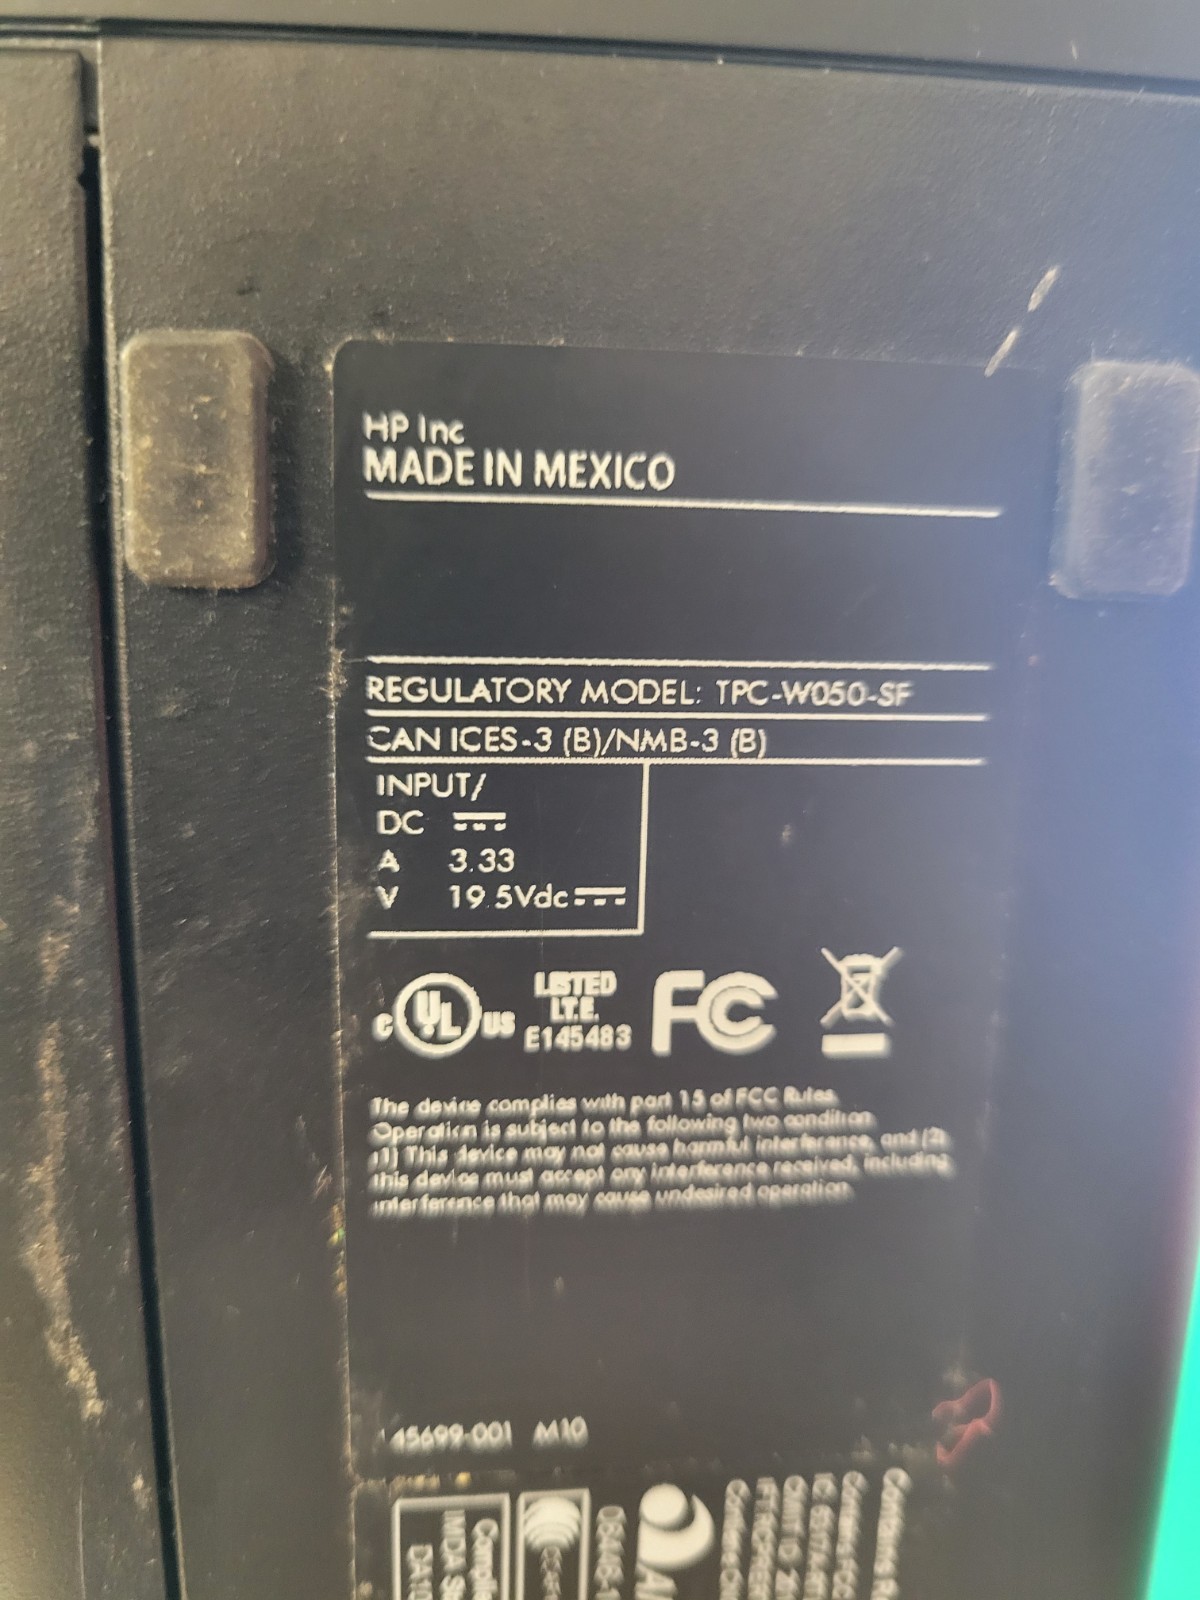 HP Inc
MADE IN MEXICO
REGULATORY MODEL: TPC-W050-SF
CAN ICES-3 (B)/NMB-3 (B)
INPUT/
DC
A 3.33
V 19.5Vdc
c UL US
LISTED
I.T.E.
E145483
FC
The device complies with part 15 of FCC Rules
Operation is subject to the following two condition
(1) This device may not cause harmful interference, and (2)
this device must accept any interference received, including
interference that may cause undesired operation
45699-001 M10